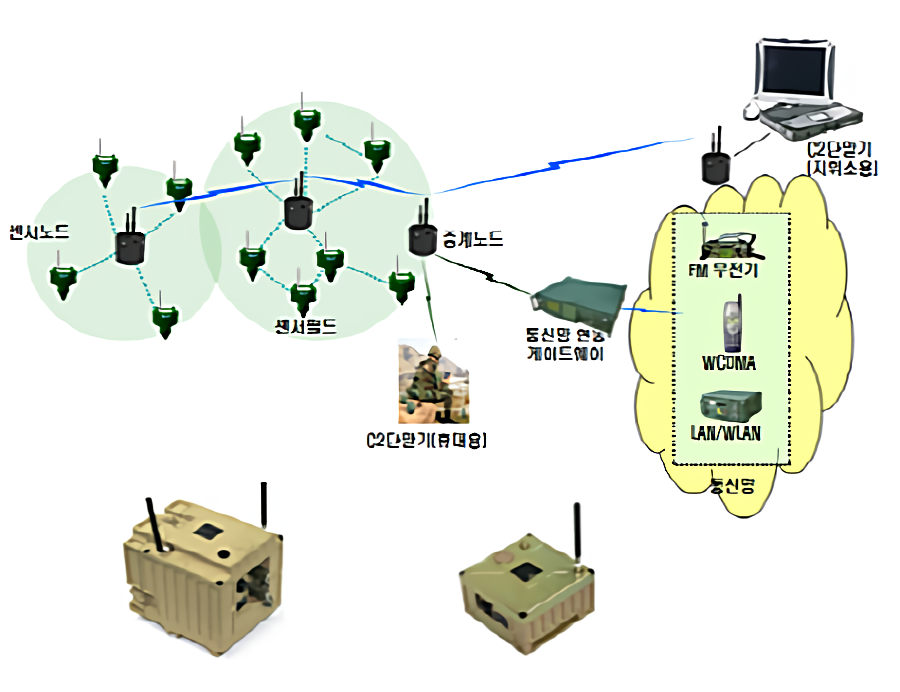 C2단말기
(지휘소용)
센서노드
중계노드
FM 무전기
센서필드
통신망 연동
게이트웨이
WCDMA
C2단말기(휴대용)
LAN/WLAN
통신망